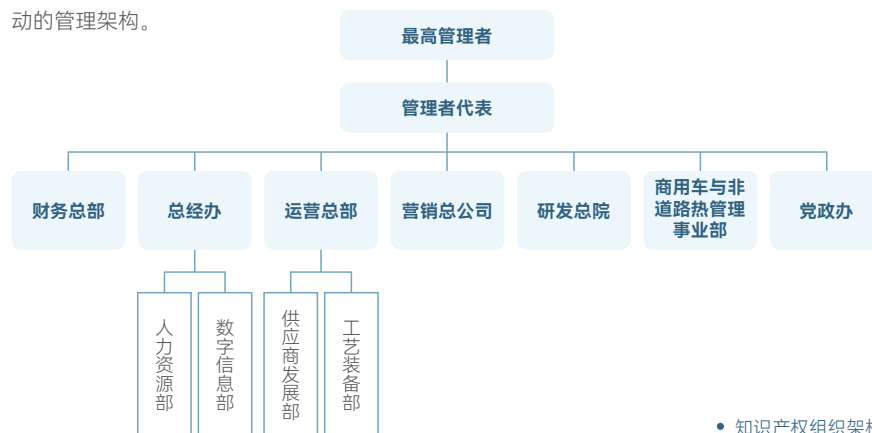 动的管理架构。
最高管理者
管理者代表
财务总部
总经办
运营总部
营销总公司
研发总院
商用车与非
道路热管理
事业部
党政办
人力资源部
数字信息部
供应商发展部
工艺装备部
知识产权组织架构